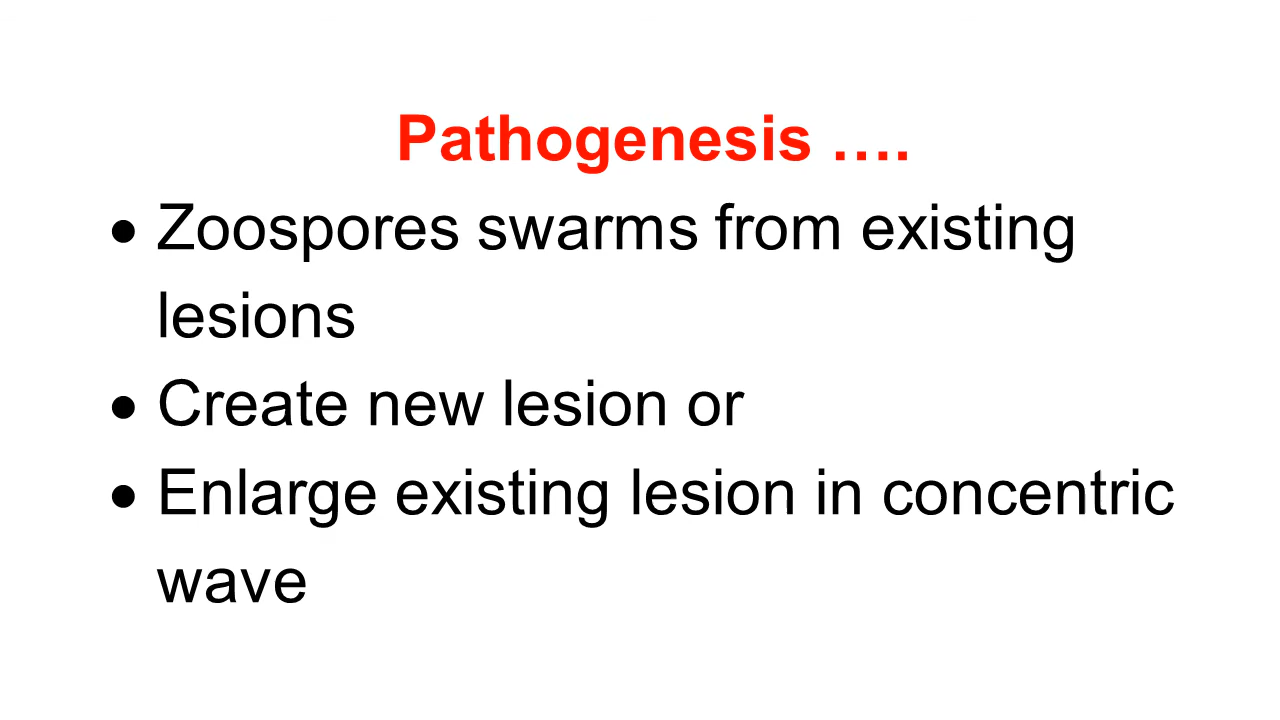 Pathogenesis ….
• Zoospores swarms from existing
lesions
• Create new lesion or
• Enlarge existing lesion in concentric
wave